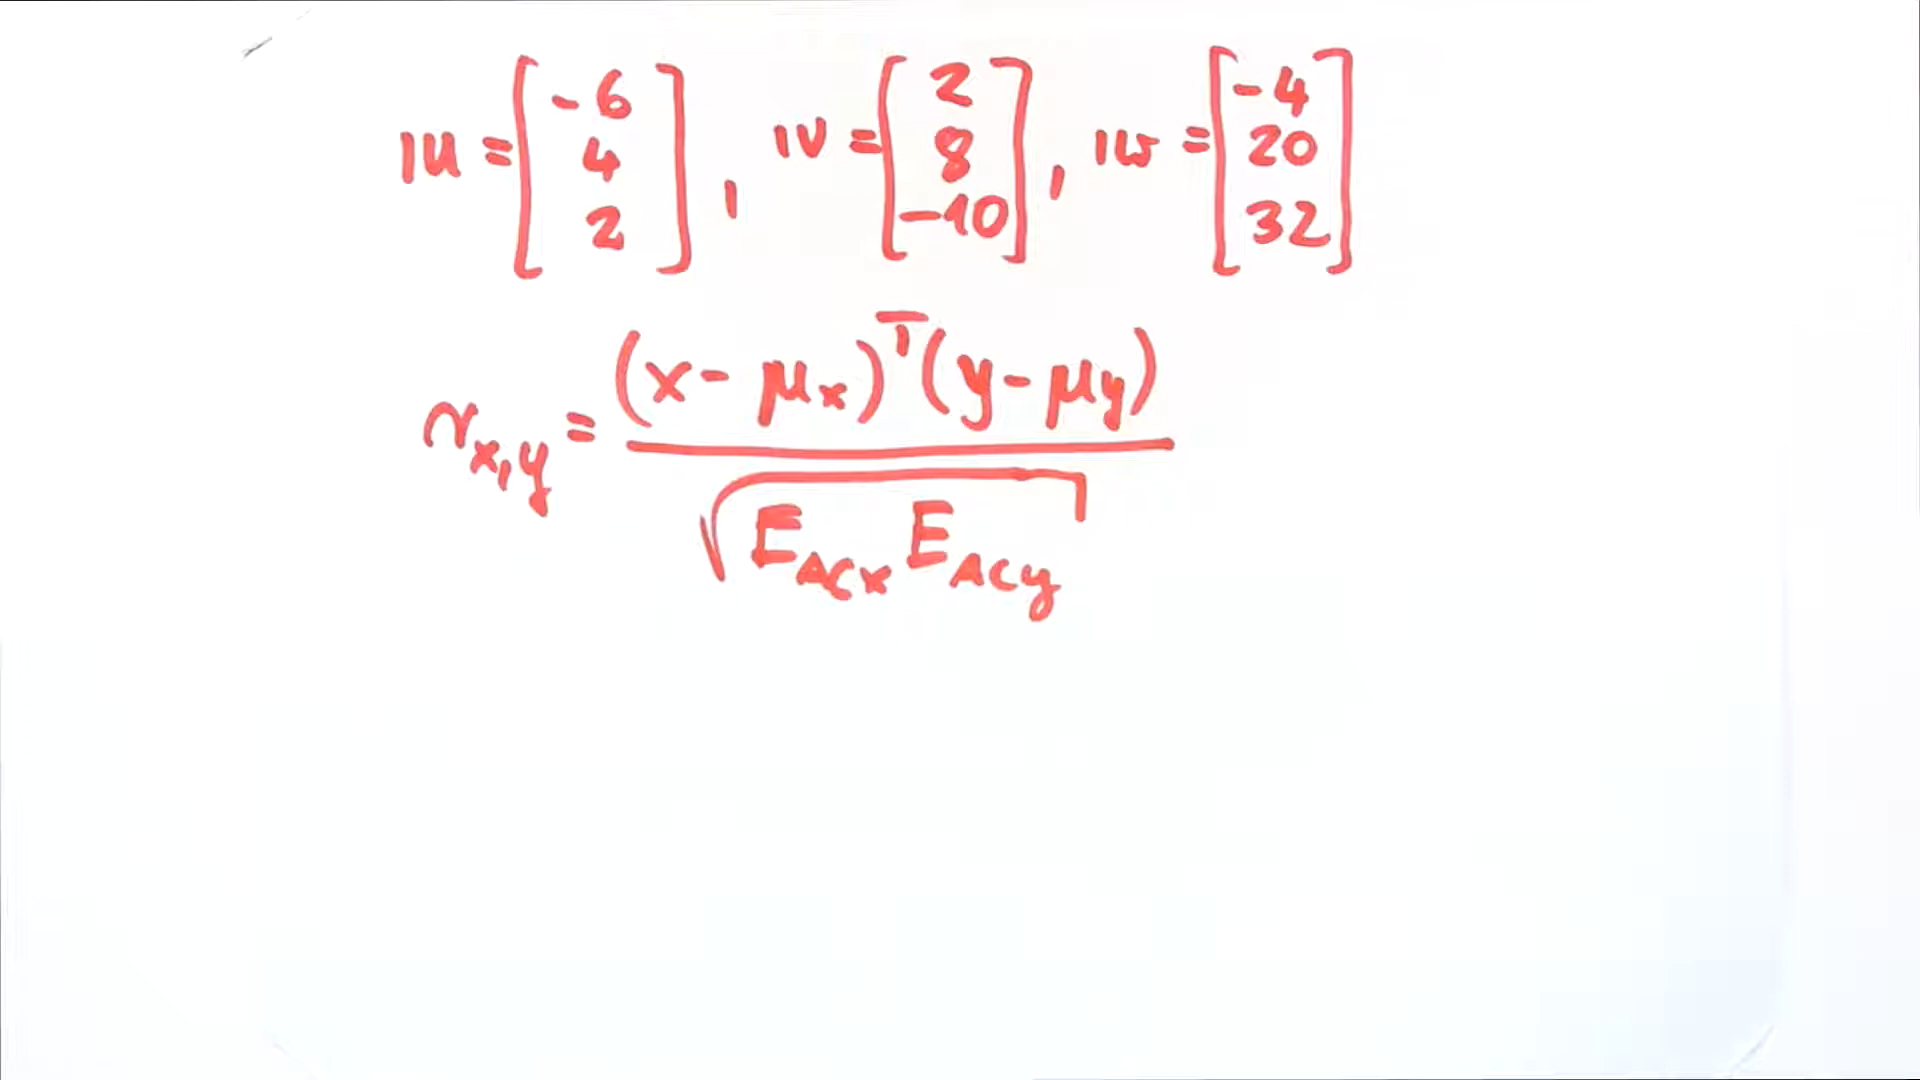 𝕦 = [-6 4 2], 𝕧 = [2 8 -10], 𝕨 = [-4 20 32]
r_{x,y} = (x - μ_x)^T (y - μ_y) / √(E_{ACx} E_{ACy})